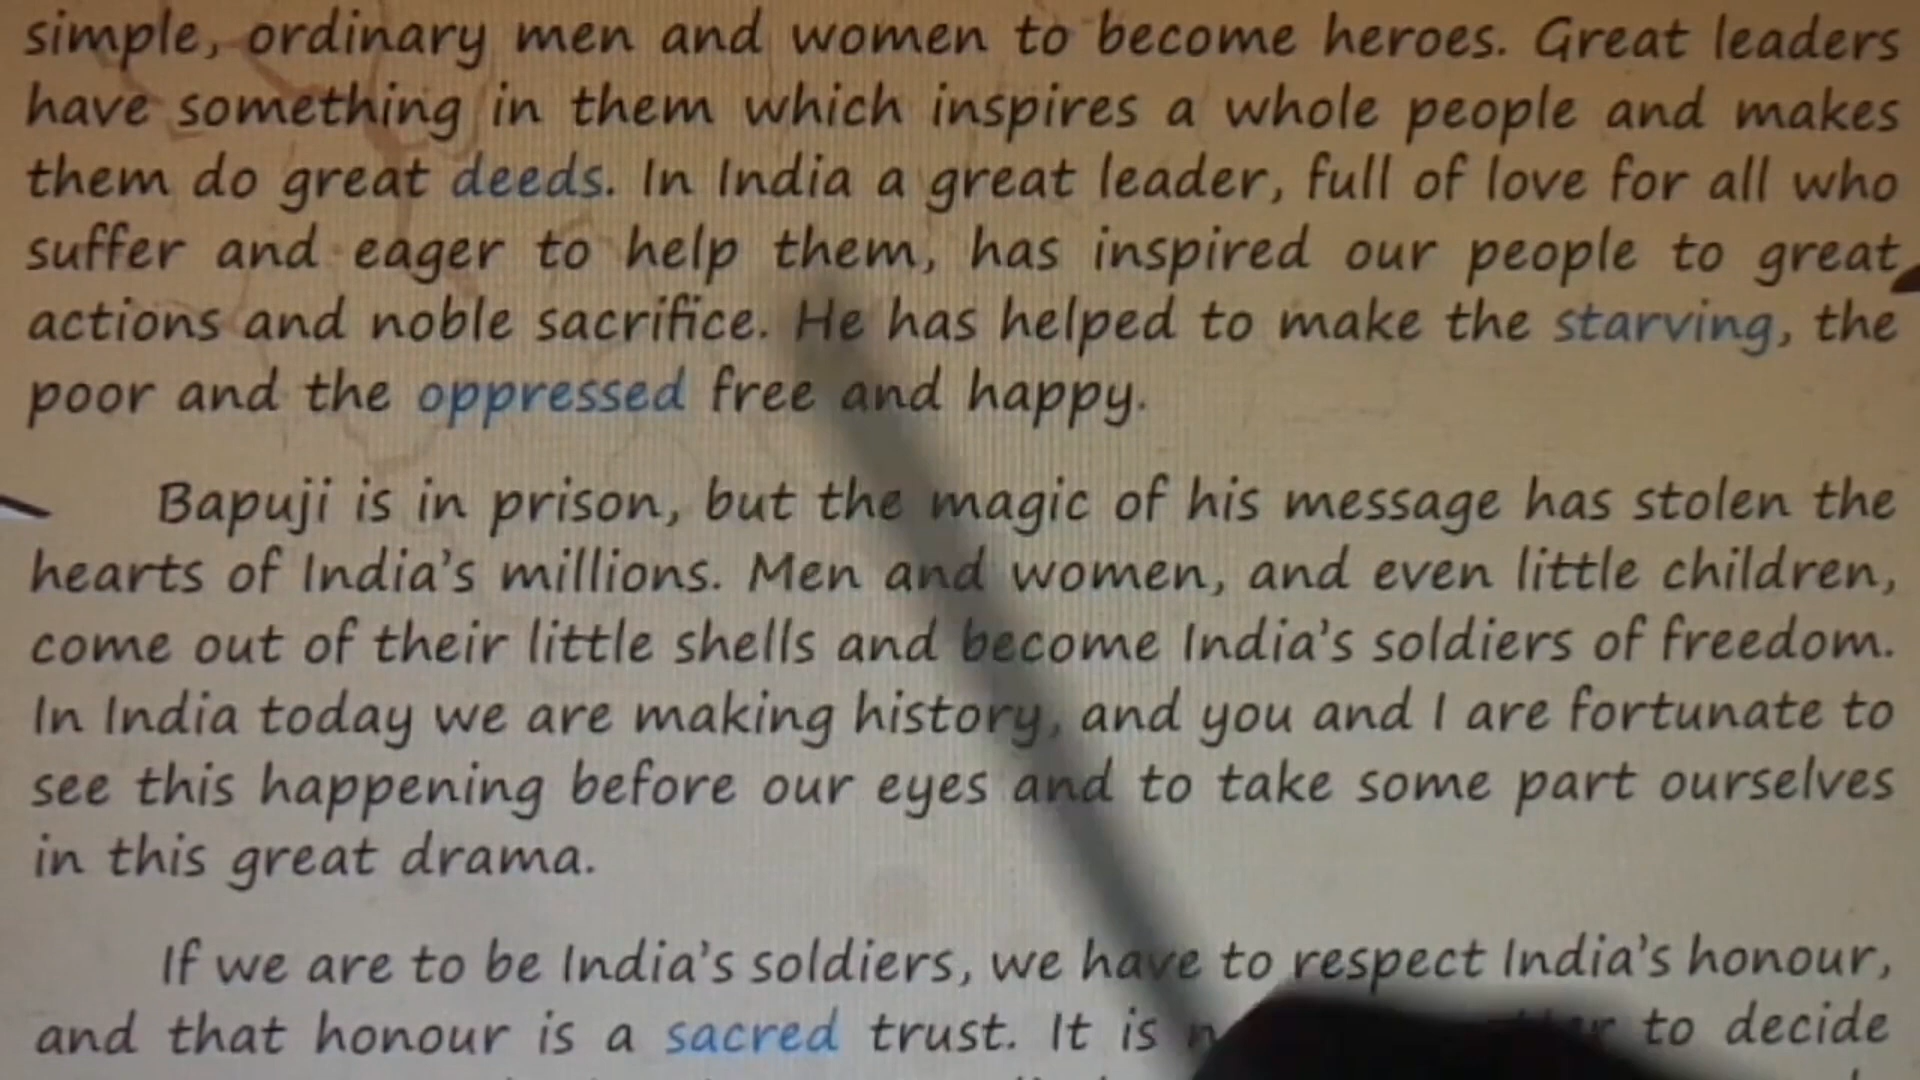 simple, ordinary men and women to become heroes. Great leaders
have something in them which inspires a whole people and makes
them do great deeds. In India a great leader, full of love for all who
suffer and eager to help them, has inspired our people to great
actions and noble sacrifice. He has helped to make the starving, the
poor and the oppressed free and happy.
Bapuji is in prison, but the magic of his message has stolen the
hearts of India's millions. Men and women, and even little children,
come out of their little shells and become India's soldiers of freedom.
In India today we are making history, and you and I are fortunate to
see this happening before our eyes and to take some part ourselves
in this great drama.
If we are to be India's soldiers, we have to respect India's honour,
and that honour is a sacred trust. It is to decide